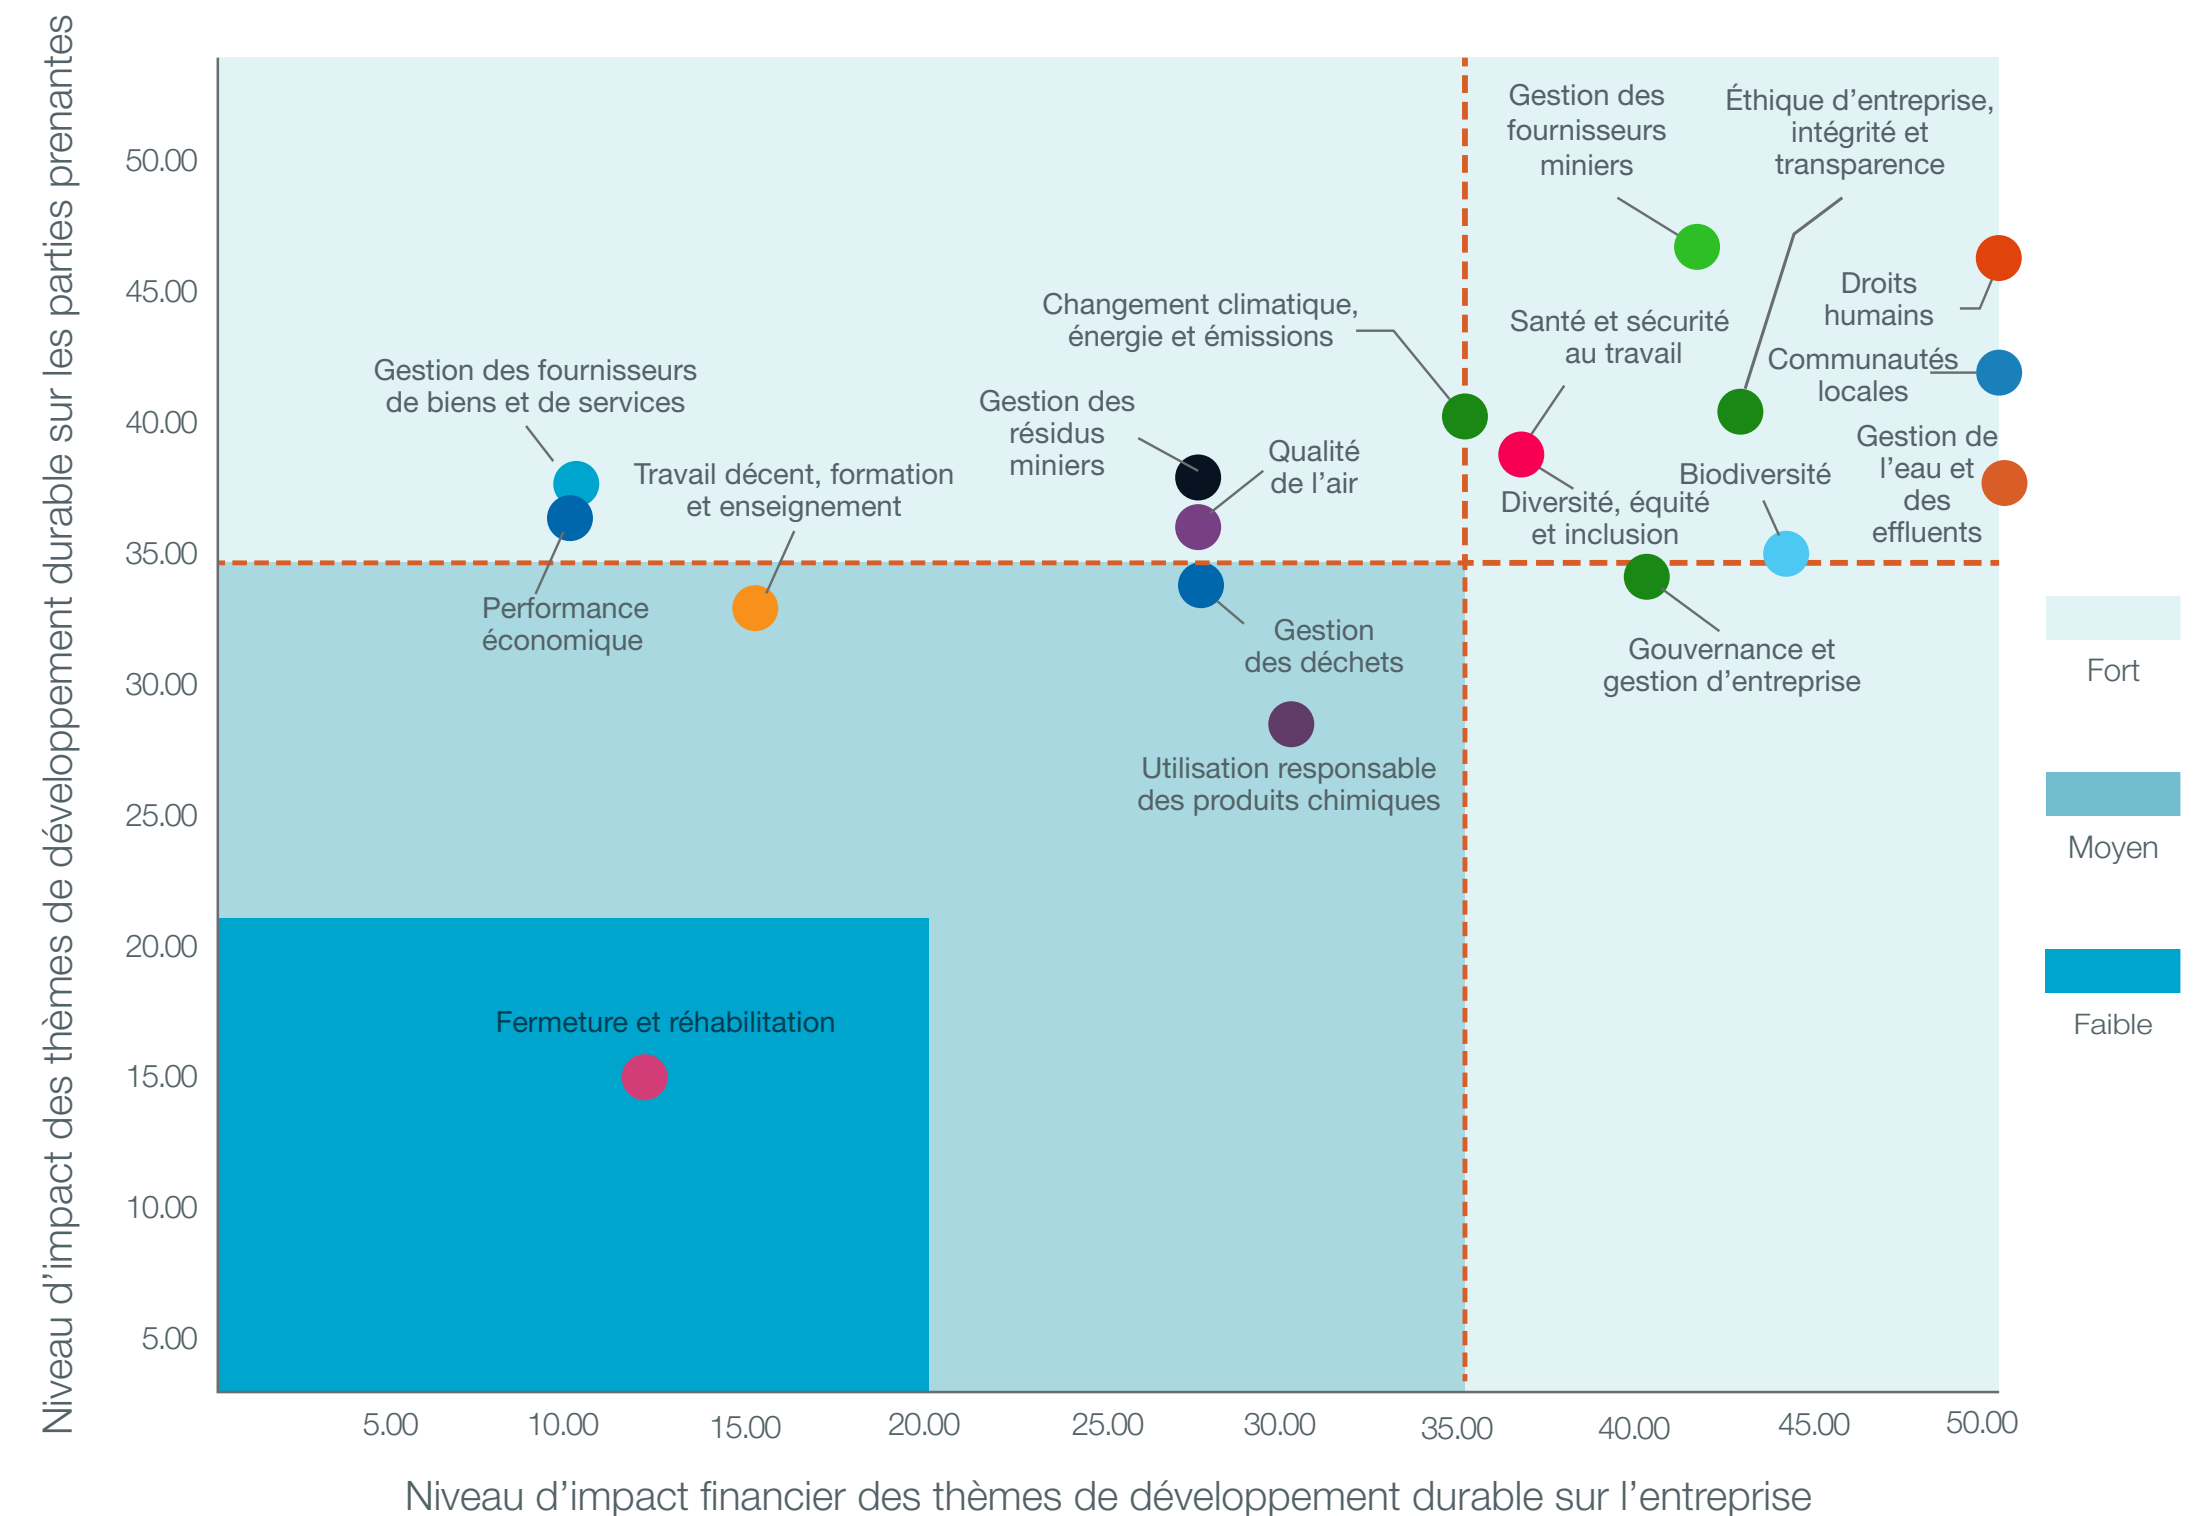 Niveau d’impact des thèmes de développement durable sur les parties prenantes
50.00
45.00
40.00
35.00
30.00
25.00
20.00
15.00
10.00
5.00
Gestion des
fournisseurs
miniers
Éthique d’entreprise,
intégrité et
transparence
Droits
humains
Changement climatique,
énergie et émissions
Santé et sécurité
au travail
Communautés
locales
Gestion des fournisseurs
de biens et de services
Gestion des
résidus
miniers
Qualité
de l’air
Travail décent, formation
et enseignement
Diversité, équité
et inclusion
Biodiversité
Gestion de
l’eau et
des
effluents
Performance
économique
Gestion
des déchets
Gouvernance et
gestion d’entreprise
Utilisation responsable
des produits chimiques
Fermeture et réhabilitation
Fort
Moyen
Faible
5.00
10.00
15.00
20.00
25.00
30.00
35.00
40.00
45.00
50.00
Niveau d’impact financier des thèmes de développement durable sur l’entreprise